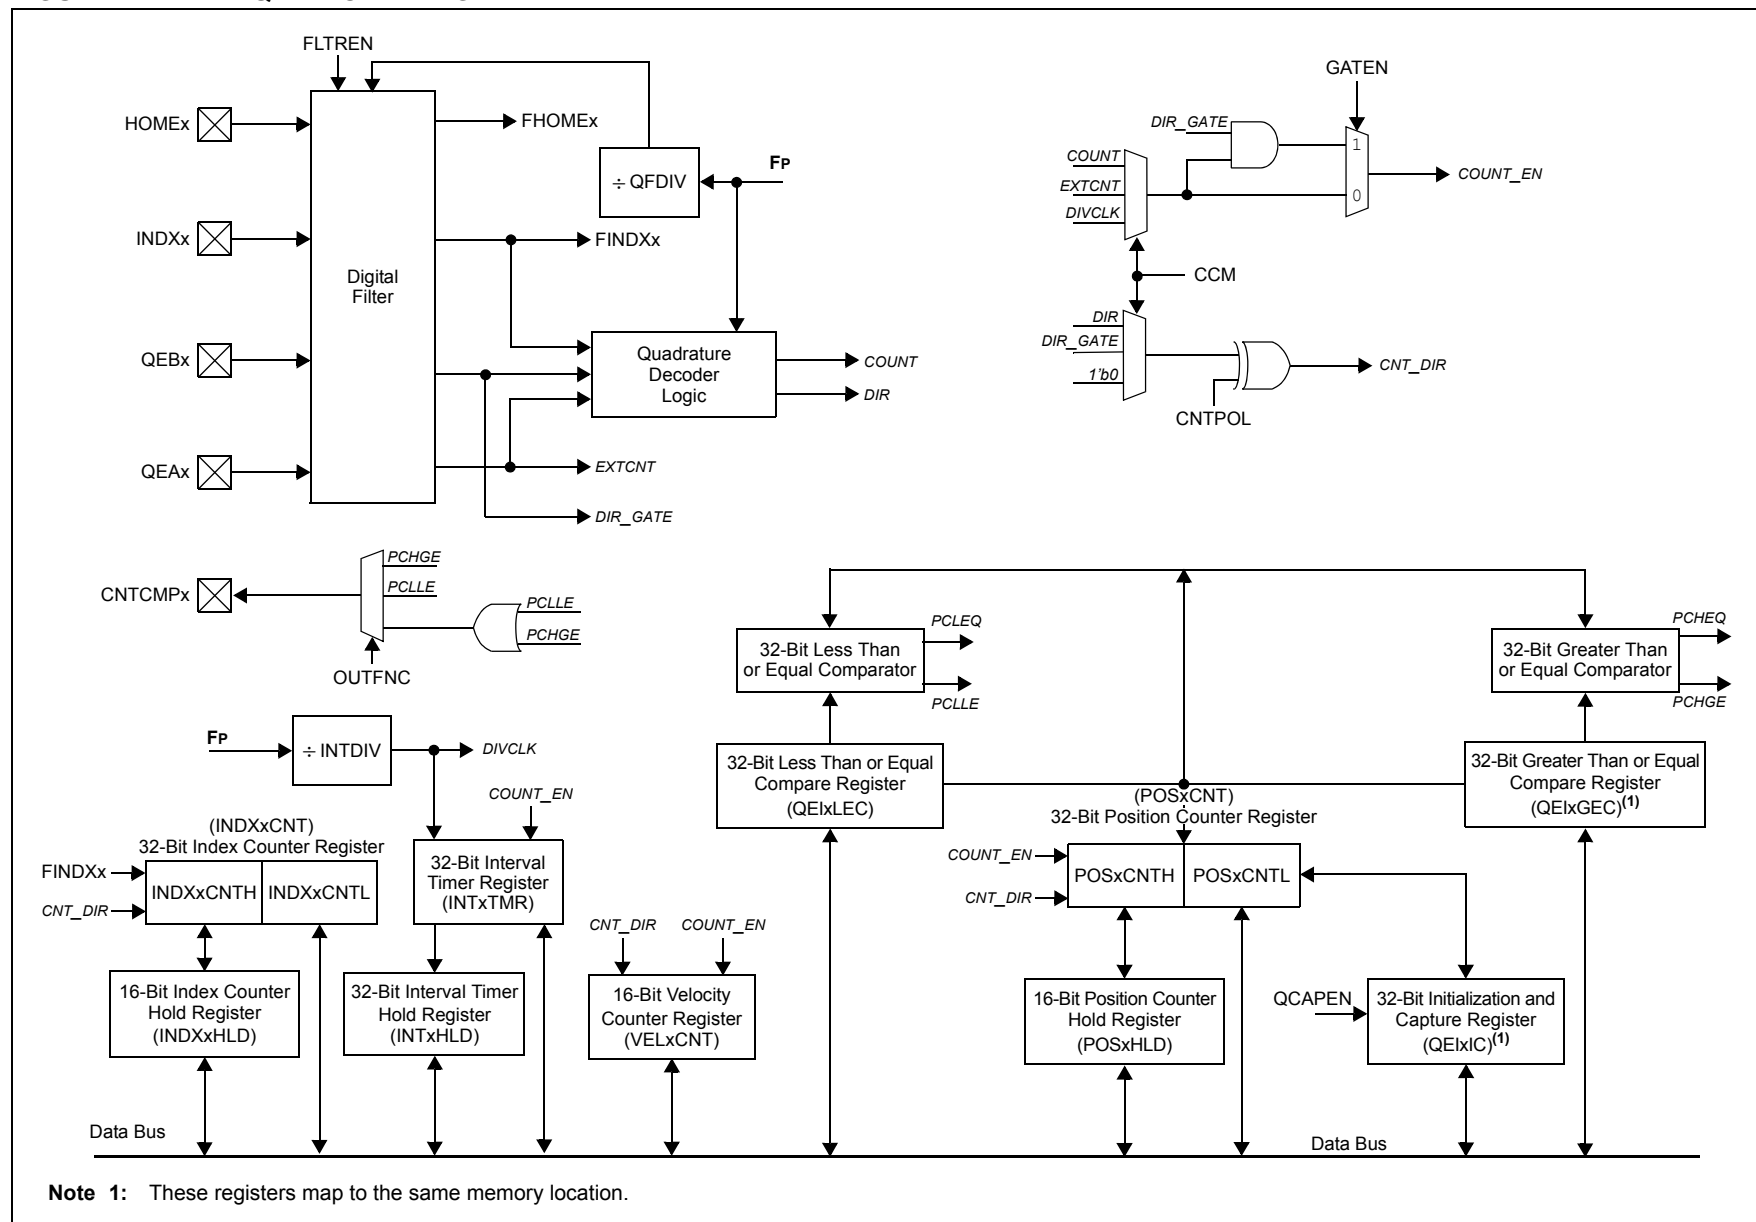 FLTREN
HOMEx
FHOMEx
÷ QFDIV
FP
INDXx
FINDXx
Digital
Filter
QEBx
Quadrature
Decoder
Logic
COUNT
DIR
QEAx
EXTCNT
DIR_GATE
GATEN
DIR_GATE
COUNT
EXTCNT
DIVCLK
1
0
COUNT_EN
CCM
DIR
DIR_GATE
1'b0
CNT_DIR
CNTPOL
CNTCMPx
PCHGE
PCLLE
PCLLE
PCHGE
OUTFNC
32-Bit Less Than
or Equal Comparator
PCLEQ
PCLLE
32-Bit Greater Than
or Equal Comparator
PCHEQ
PCHGE
FP
÷ INTDIV
DIVCLK
COUNT_EN
32-Bit Less Than or Equal
Compare Register
(QEIxLEC)
(POSxCNT)
32-Bit Position Counter Register
32-Bit Greater Than or Equal
Compare Register
(QEIxGEC)(1)
(INDXxCNT)
32-Bit Index Counter Register
FINDXx
CNT_DIR
INDXxCNTH
INDXxCNTL
32-Bit Interval
Timer Register
(INTxTMR)
COUNT_EN
CNT_DIR
POSxCNTH
POSxCNTL
CNT_DIR
COUNT_EN
16-Bit Index Counter
Hold Register
(INDXxHLD)
32-Bit Interval Timer
Hold Register
(INTxHLD)
16-Bit Velocity
Counter Register
(VELxCNT)
16-Bit Position Counter
Hold Register
(POSxHLD)
QCAPEN
32-Bit Initialization and
Capture Register
(QEIxIC)(1)
Data Bus
Data Bus
Note 1: These registers map to the same memory location.